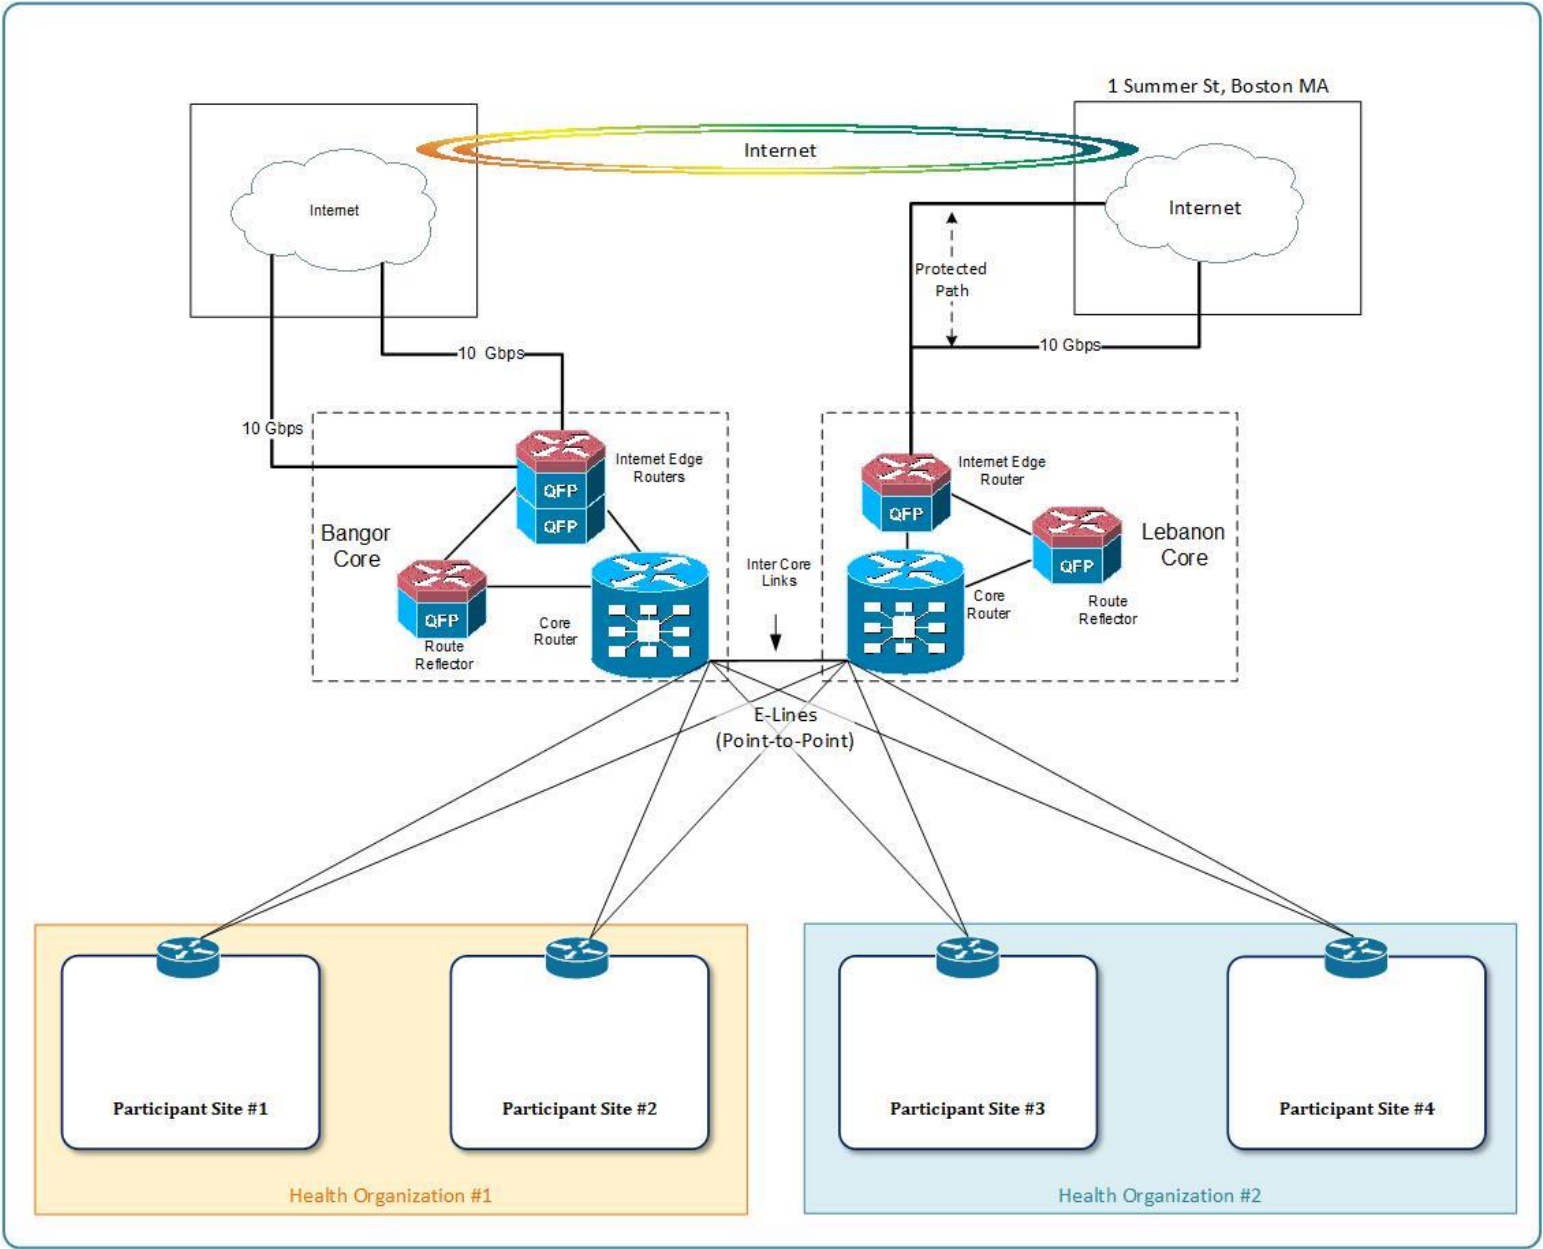 1 Summer St, Boston MA
Internet
Internet
Internet
Protected
Path
10 Gbps
10 Gbps
10 Gbps
Internet Edge
Routers
QFP
QFP
Bangor
Core
QFP
Route
Reflector
Core
Router
Inter Core
Links
Internet Edge
Router
QFP
Lebanon
Core
QFP
Core
Router
Route
Reflector
E-Lines
(Point-to-Point)
Participant Site #1
Participant Site #2
Participant Site #3
Participant Site #4
Health Organization #1
Health Organization #2